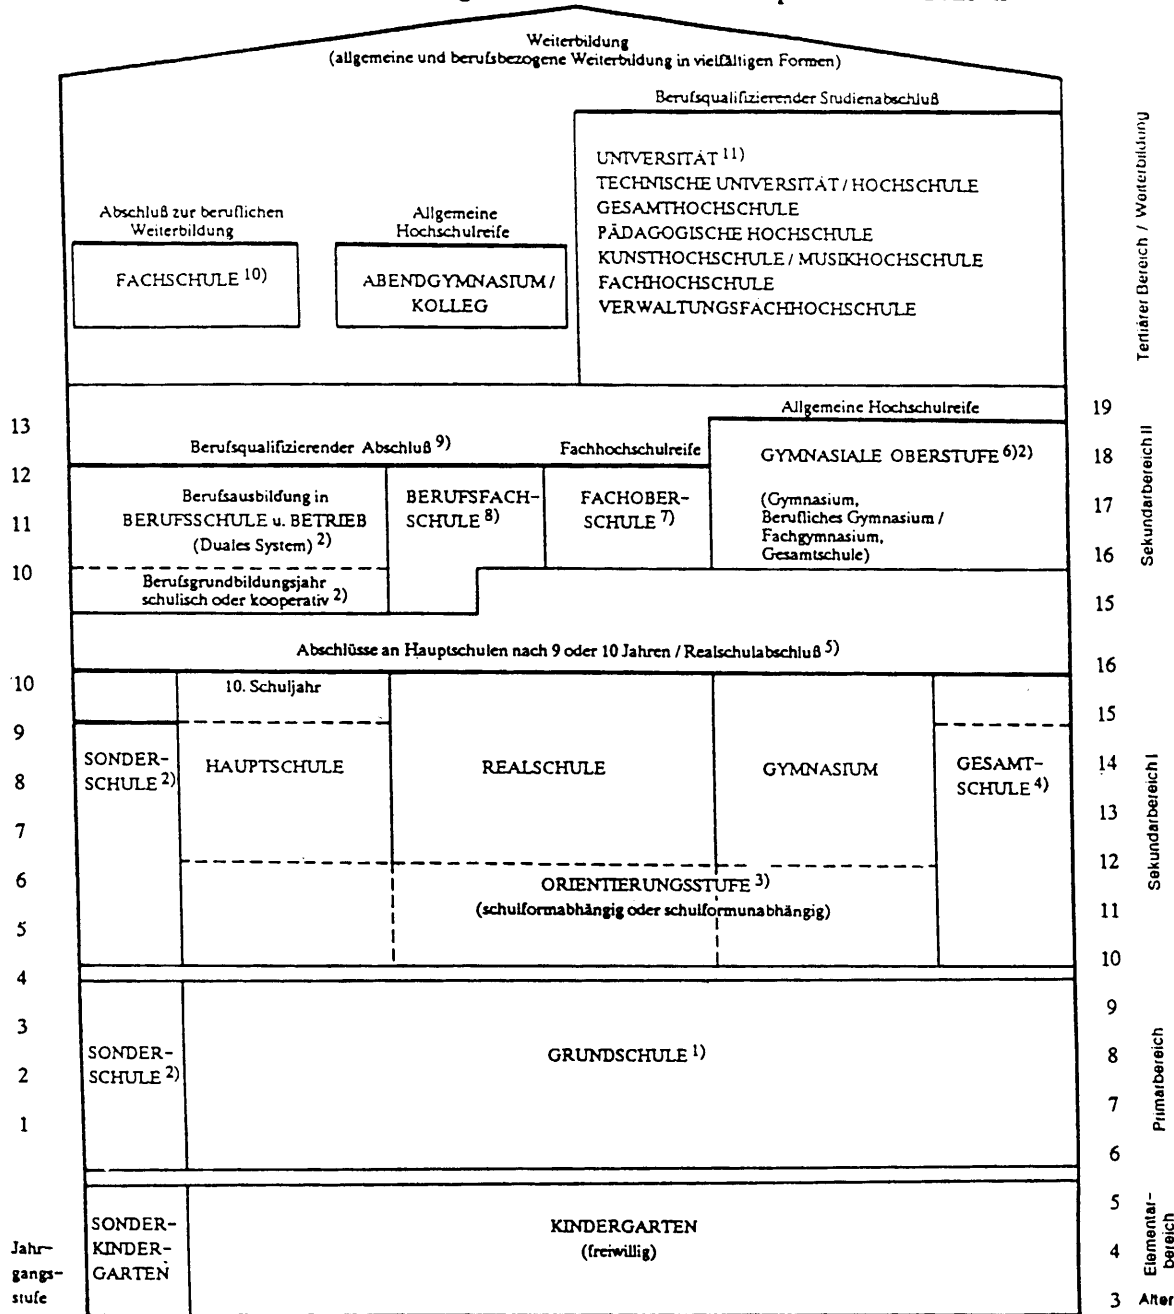 Weiterbildung
(allgemeine und berufsbezogene Weiterbildung in vielfältigen Formen)
Berufsqualifizierender Studienabschluß
UNIVERSITÄT 11)
TECHNISCHE UNIVERSITÄT / HOCHSCHULE
GESAMTHOCHSCHULE
PÄDAGOGISCHE HOCHSCHULE
KUNSTHOCHSCHULE / MUSIKHOCHSCHULE
FACHHOCHSCHULE
VERWALTUNGSFACHHOCHSCHULE
Abschluß zur beruflichen
Weiterbildung
FACHSCHULE 10)
Allgemeine
Hochschulreife
ABENDGYMNASIUM /
KOLLEG
Tertiärer Bereich / Weiterbildung
13
12
11
10
Berufsqualifizierender Abschluß 9)
Berufsausbildung in
BERUFSSCHULE u. BETRIEB
(Duales System) 2)
Berufsgrundbildungsjahr
schulisch oder kooperativ 2)
BERUFSFACH-
SCHULE 8)
Fachhochschulreife
FACHOBER-
SCHULE 7)
Allgemeine Hochschulreife
GYMNASIALE OBERSTUFE 6)2)
(Gymnasium,
Berufliches Gymnasium /
Fachgymnasium,
Gesamtschule)
19
18
17
16
15
Sekundarbereich II
Abschlüsse an Hauptschulen nach 9 oder 10 Jahren / Realschulabschluß 5)
10
9
8
7
6
5
4
10. Schuljahr
SONDER-
SCHULE 2)
HAUPTSCHULE
REALSCHULE
GYMNASIUM
GESAMT-
SCHULE 4)
ORIENTIERUNGSSTUFE 3)
(schulformabhängig oder schulformunabhängig)
16
15
14
13
12
11
10
Sekundarbereich I
3
2
1
SONDER-
SCHULE 2)
GRUNDSCHULE 1)
9
8
7
6
Primarbereich
Jahr-
gangs-
stufe
SONDER-
KINDER-
GARTEN
KINDERGARTEN
(freiwillig)
5
4
3
Elementar-
bereich
Alter